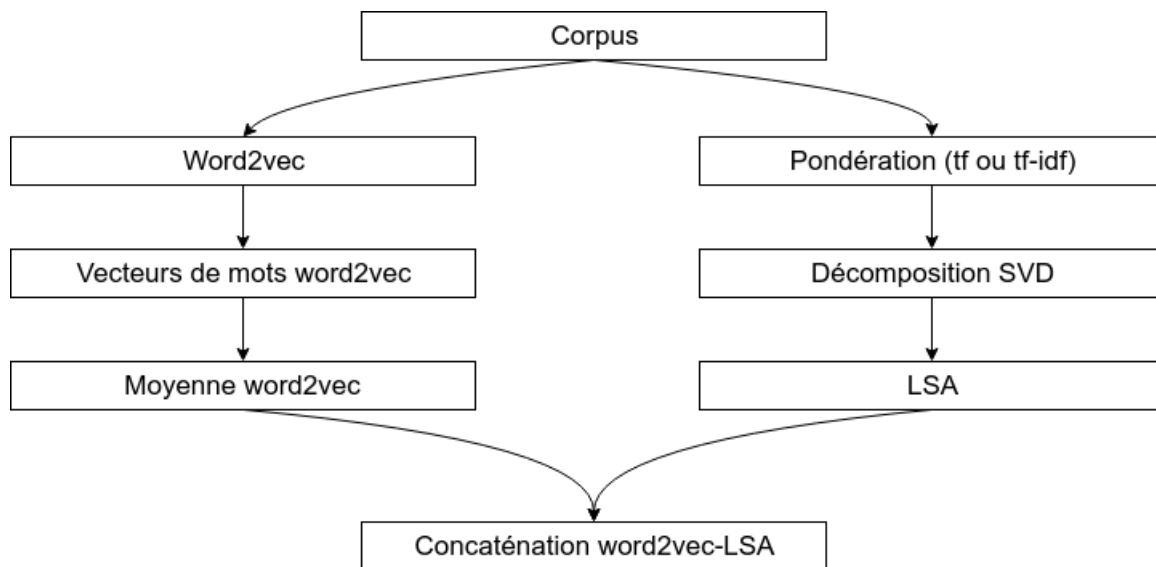 Corpus
Word2vec
Pondération (tf ou tf-idf)
Vecteurs de mots word2vec
Décomposition SVD
Moyenne word2vec
LSA
Concaténation word2vec-LSA